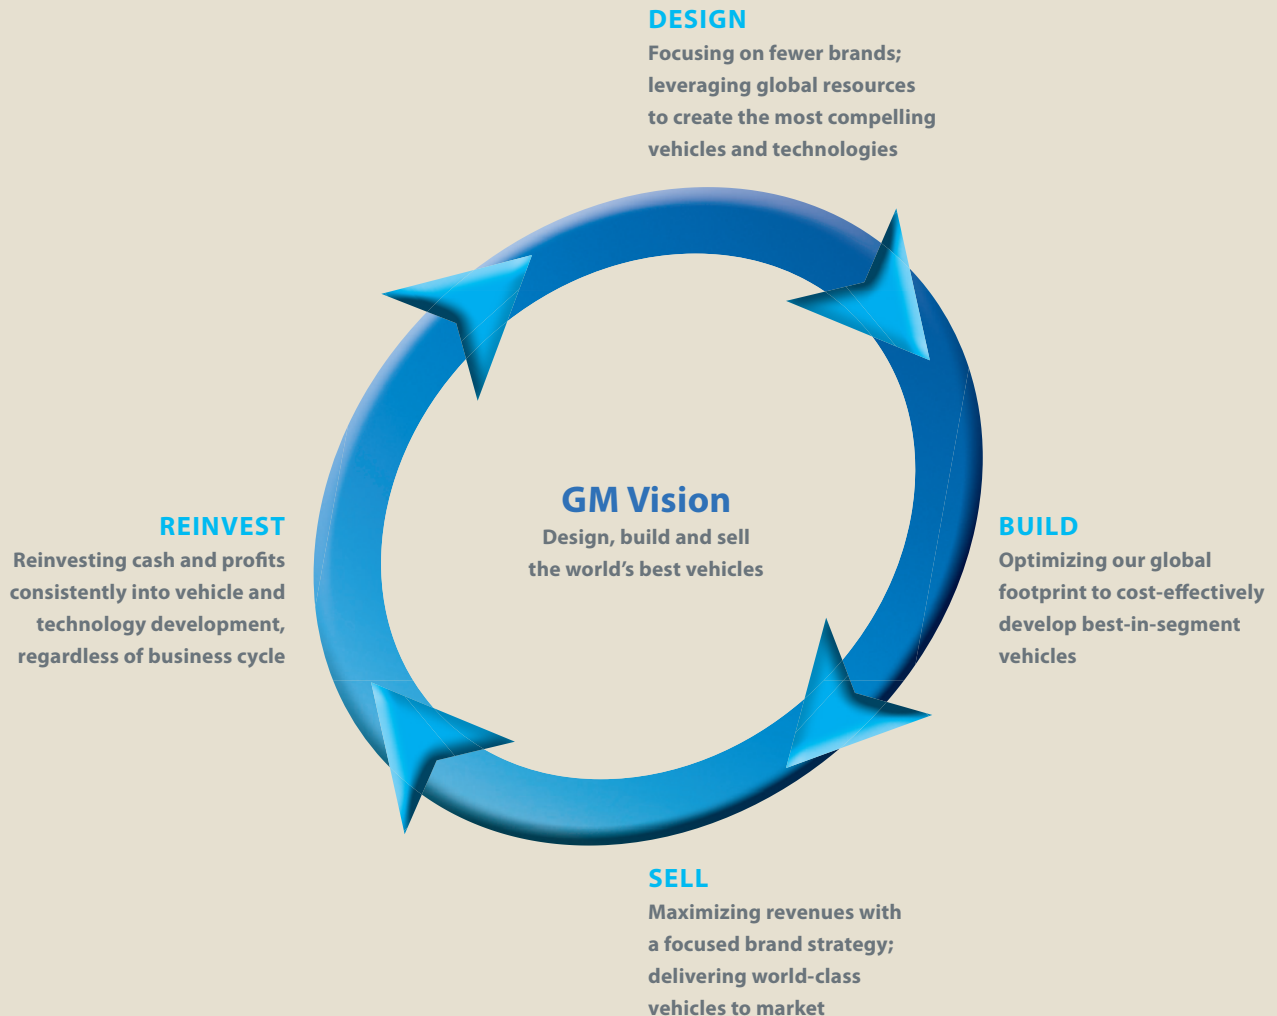 DESIGN
Focusing on fewer brands;
leveraging global resources
to create the most compelling
vehicles and technologies
GM Vision
Design, build and sell
the world’s best vehicles
REINVEST
Reinvesting cash and profits
consistently into vehicle and
technology development,
regardless of business cycle
BUILD
Optimizing our global
footprint to cost-effectively
develop best-in-segment
vehicles
SELL
Maximizing revenues with
a focused brand strategy;
delivering world-class
vehicles to market